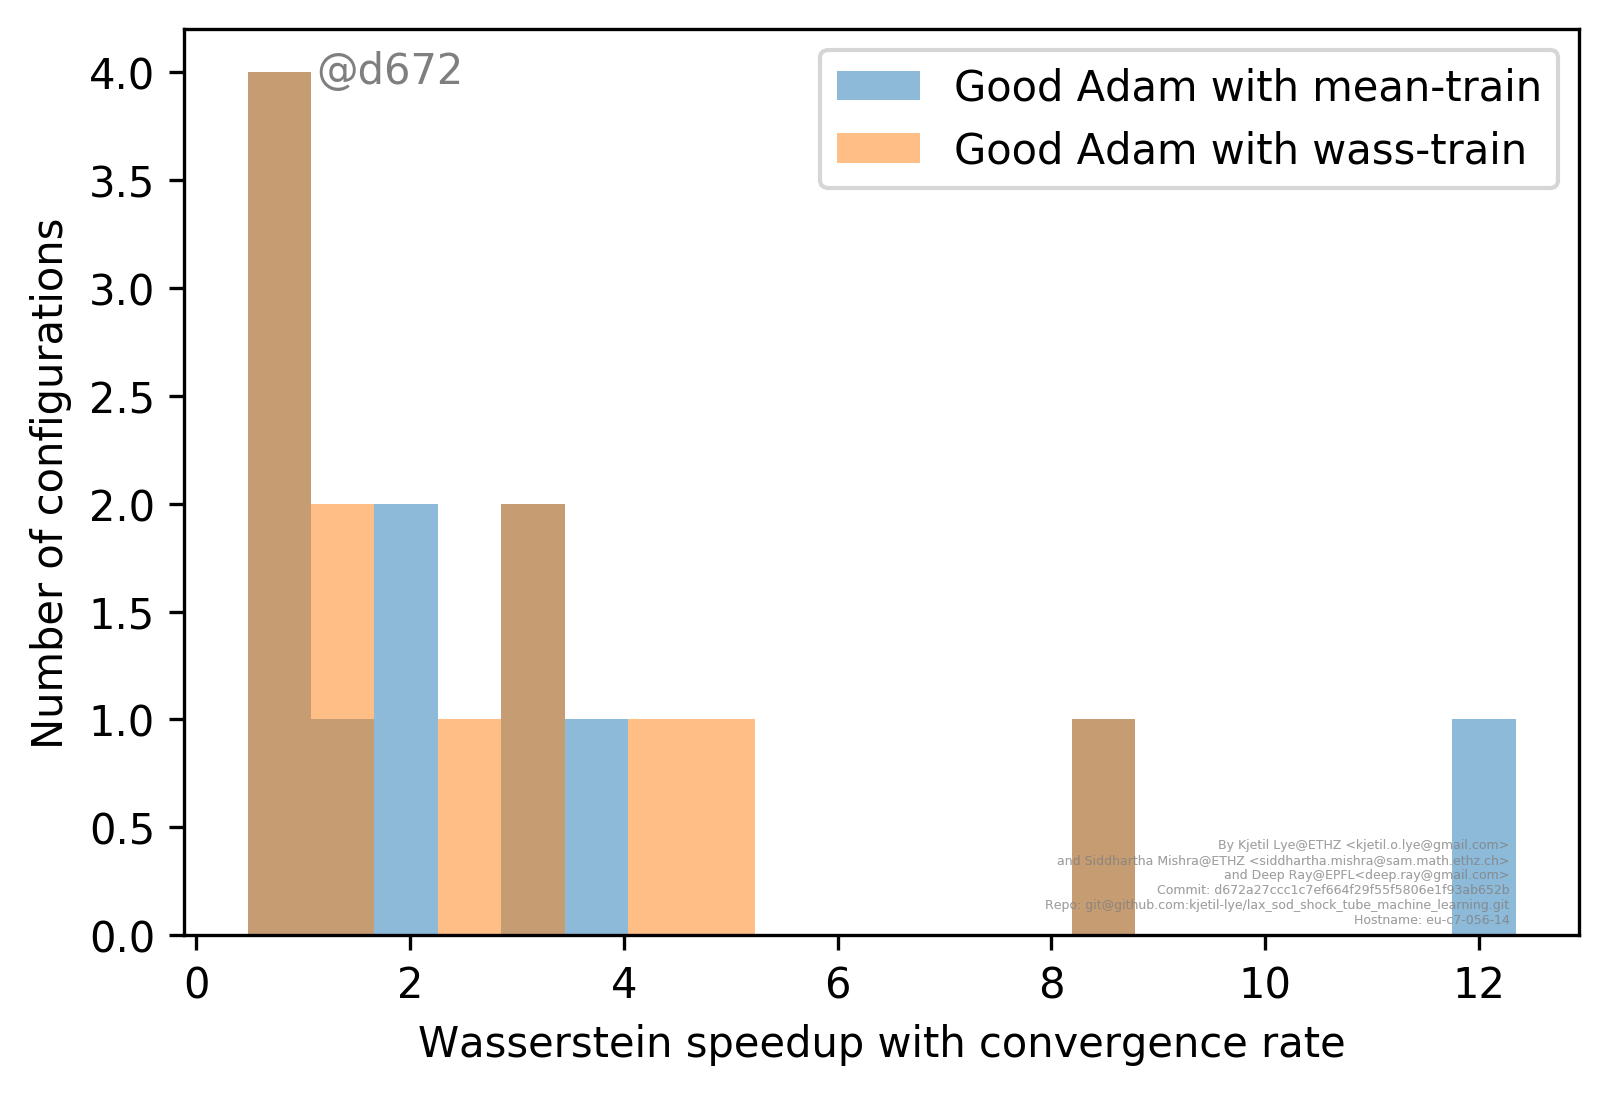 @d672
Good Adam with mean-train
Good Adam with wass-train
4.0
3.5
3.0
2.5
2.0
1.5
1.0
0.5
0.0
Number of configurations
By Kjetil Lye@ETHZ <kjetil.o.lye@gmail.com>
and Siddhartha Mishra@ETHZ <siddhartha.mishra@sam.math.ethz.ch>
and Deep Ray@EPFL<deep.ray@gmail.com>
Commit: d672a27ccc1c7ef664f29f55f5806e1f93ab652b
Repo: git@github.com:kjetil-lye/lax_sod_shock_tube_machine_learning.git
Hostname: eu-c7-056-14
0 2 4 6 8 10 12
Wasserstein speedup with convergence rate